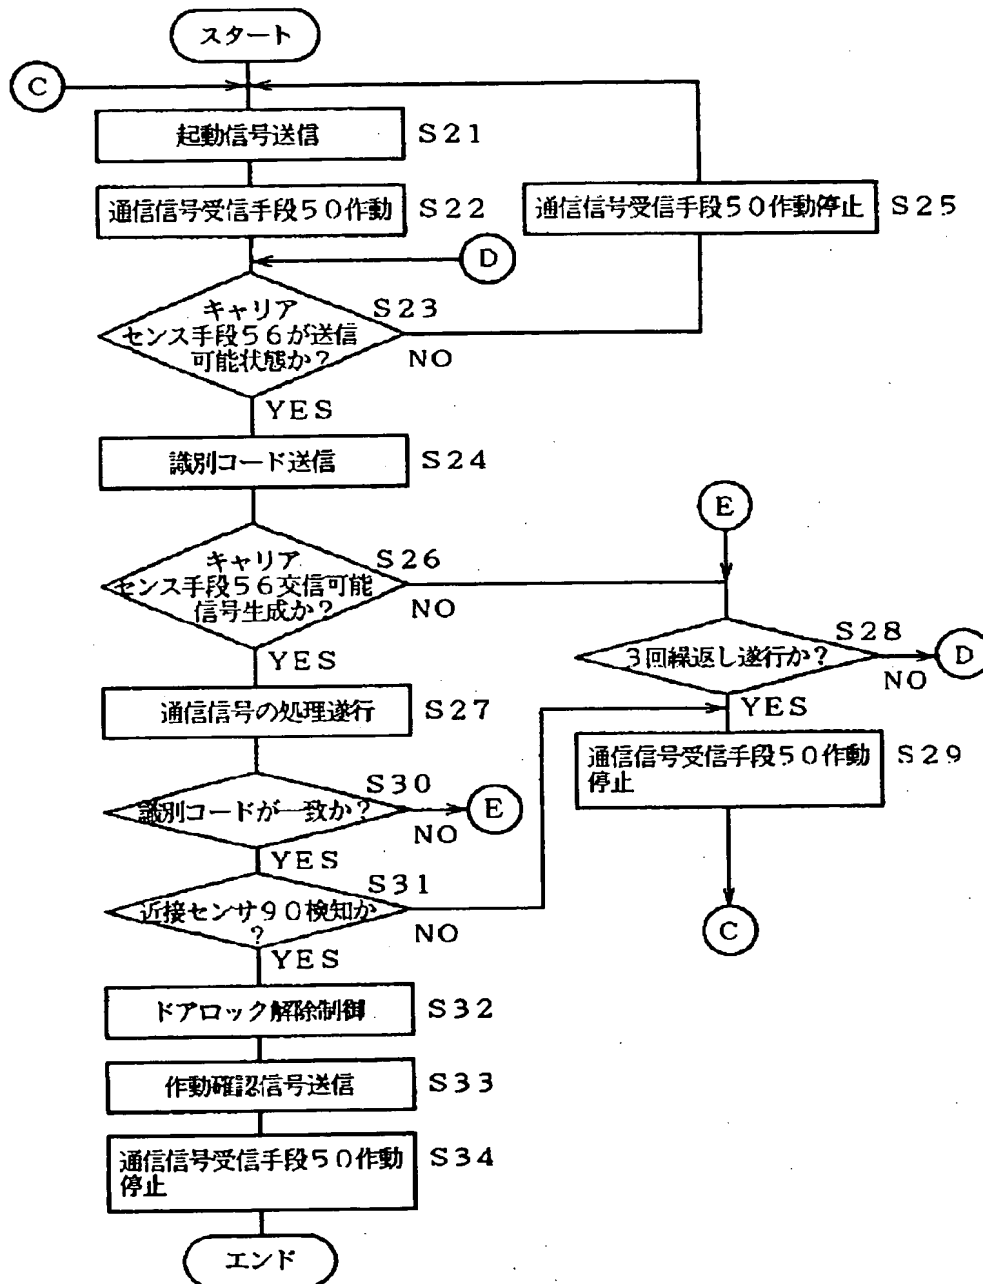 スタート
C
起動信号送信 S21
通信信号受信手段50作動 S22
通信信号受信手段50作動停止 S25
D
キャリア
センス手段56が送信
可能状態か?
S23
NO
YES
識別コード送信 S24
E
キャリア
センス手段56交信可能
信号生成か?
S26
NO
YES
3回繰返し遂行か?
S28
NO
D
YES
通信信号の処理遂行 S27
通信信号受信手段50作動
停止
S29
識別コードが一致か?
S30
NO
E
YES
近接センサ90検知か
?
S31
NO
C
YES
ドアロック解除制御 S32
作動確認信号送信 S33
通信信号受信手段50作動
停止
S34
エンド